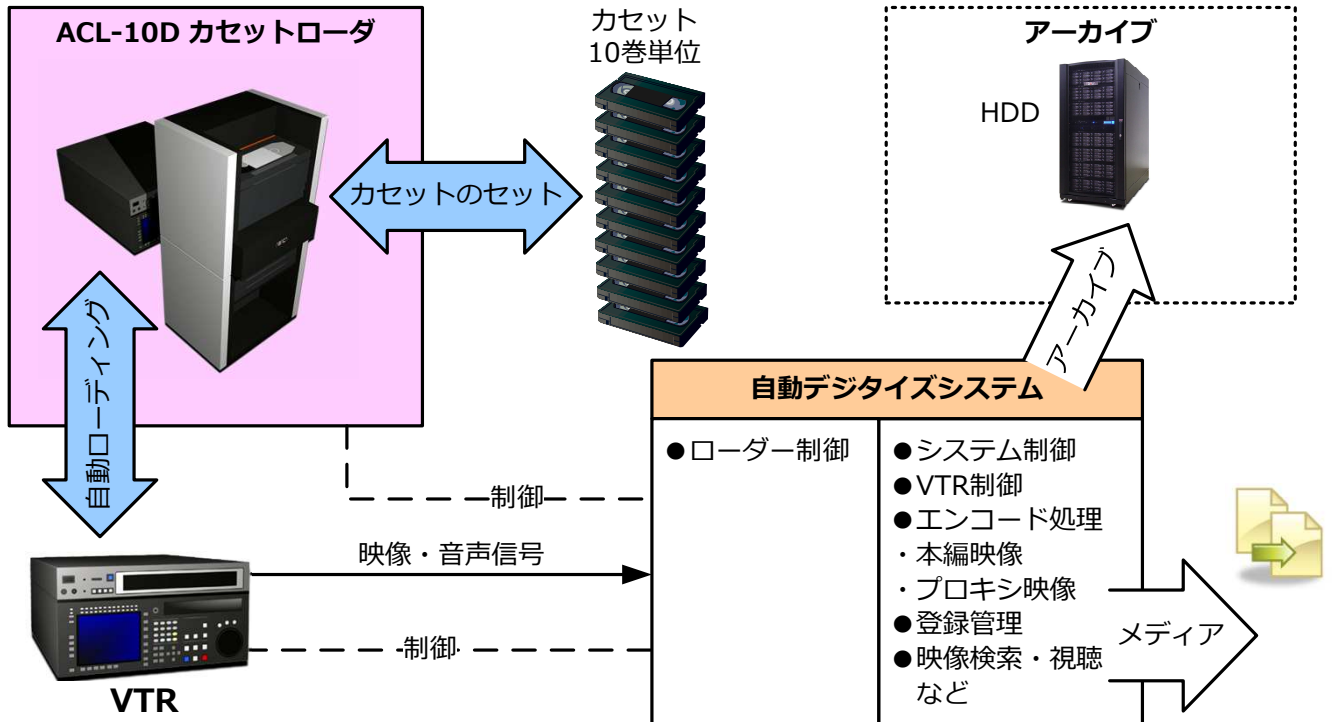 ACL-10D カセットローダ
カセット
10巻単位
アーカイブ
HDD
カセットのセット
自動ローディング
アーカイブ
自動デジタイズシステム
●ローダー制御
●システム制御
●VTR制御
●エンコード処理
・本編映像
・プロキシ映像
●登録管理
●映像検索・視聴
など
制御
映像・音声信号
制御
メディア
VTR